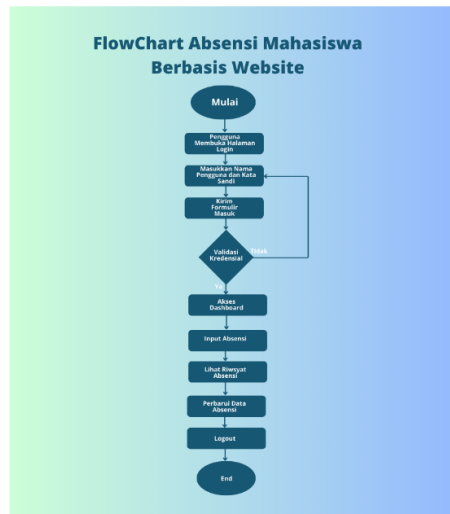 FlowChart Absensi Mahasiswa
Berbasis Website
Mulai
Pengguna
Membuka Halaman
Login
Masukkan Nama
Pengguna dan Kata
Sandi
Kirim
Formulir
Masuk
Validasi
Kredensial
Tidak
Ya
Akses
Dashboard
Input Absensi
Lihat Riwsyat
Absensi
Perbarui Data
Absensi
Logout
End